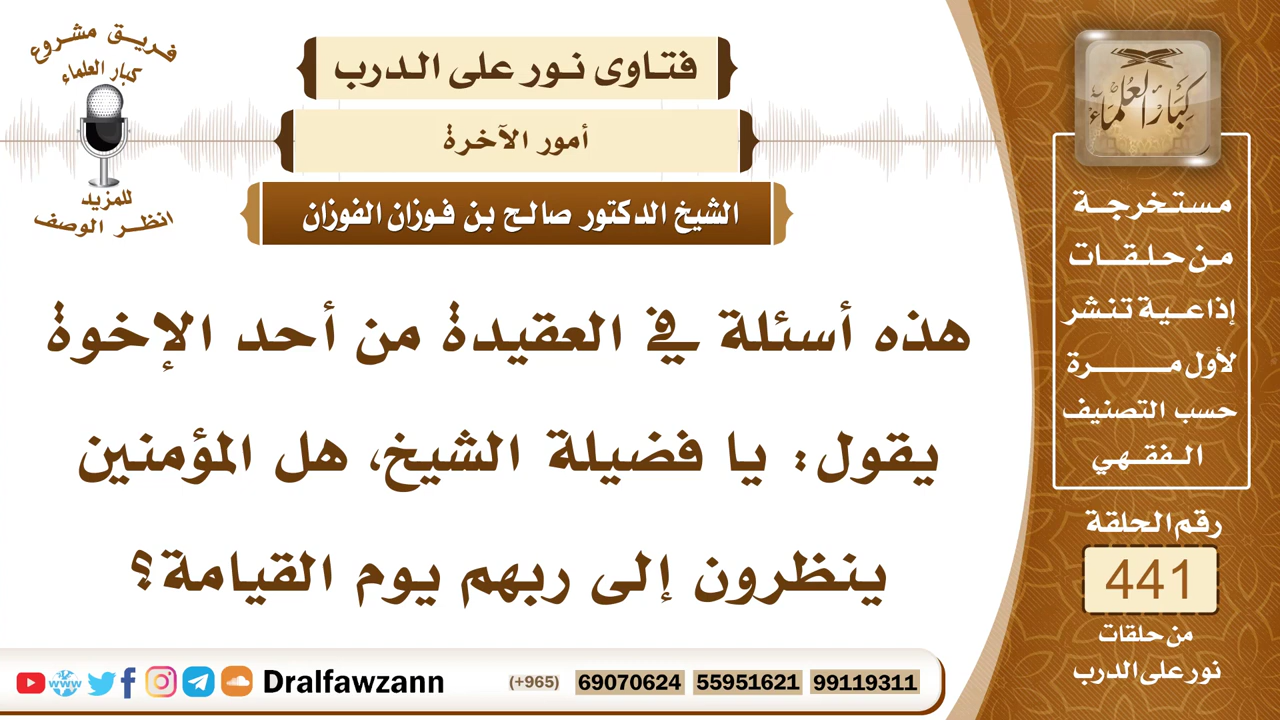 فريق مشروع
كبار العلماء
للمزيد
انظر الوصف
فتاوى نور على الدرب
أمور الآخرة
الشيخ الدكتور صالح بن فوزان الفوزان
هذه أسئلة في العقيدة من أحد الإخوة
يقول: يا فضيلة الشيخ، هل المؤمنين
ينظرون إلى ربهم يوم القيامة؟
كبار العلماء
مستخرجة
من حلقات
إذاعية تنشر
لأول مرة
حسب التصنيف
الفقهي
رقم الحلقة
441
من حلقات
نور على الدرب
www
Dralfawzann (+965) 69070624 55951621 99119311